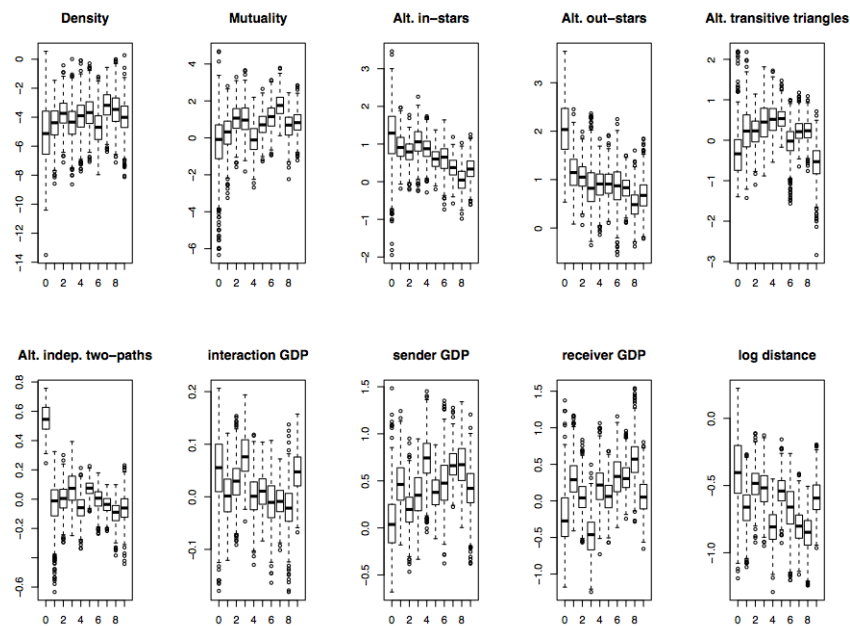 Density Mutuality Alt. in−stars Alt. out−stars Alt. transitive triangles
0 −2 −4 −6 −8 −10 −12 −14
0 2 4 6 8
4 2 0 −2 −4 −6
0 2 4 6 8
3 2 1 0 −1 −2
0 2 4 6 8
3 2 1 0
0 2 4 6 8
2 1 0 −1 −2 −3
0 2 4 6 8
Alt. indep. two−paths interaction GDP sender GDP receiver GDP log distance
0.8 0.6 0.4 0.2 0.0 −0.2 −0.6
0 2 4 6 8
0.2 0.1 0.0 −0.1
0 2 4 6 8
1.5 1.0 0.5 0.0 −0.5
0 2 4 6 8
1.5 1.0 0.5 0.0 −0.5 −1.0
0 2 4 6 8
0.0 −0.5 −1.0
0 2 4 6 8